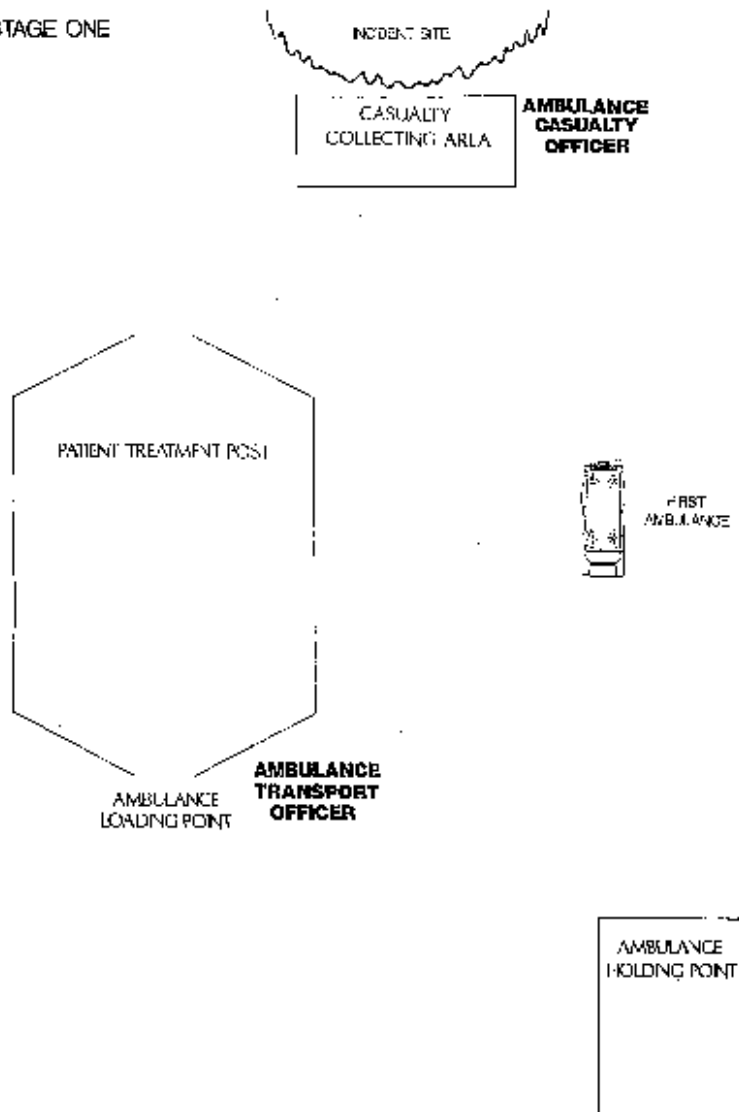 STAGE ONE
INCIDENT SITE
CASUALTY
COLLECTING AREA
AMBULANCE
CASUALTY
OFFICER
PATIENT TREATMENT POST
FIRST
AMBULANCE
AMBULANCE
TRANSPORT
OFFICER
AMBULANCE
LOADING POINT
AMBULANCE
HOLDING POINT